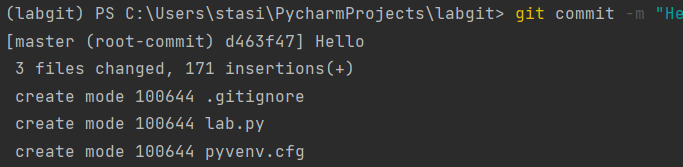 (labgit) PS C:\Users\stasi\PycharmProjects\labgit> git commit -m "He
[master (root-commit) d463f47] Hello
 3 files changed, 171 insertions(+)
 create mode 100644 .gitignore
 create mode 100644 lab.py
 create mode 100644 pyvenv.cfg